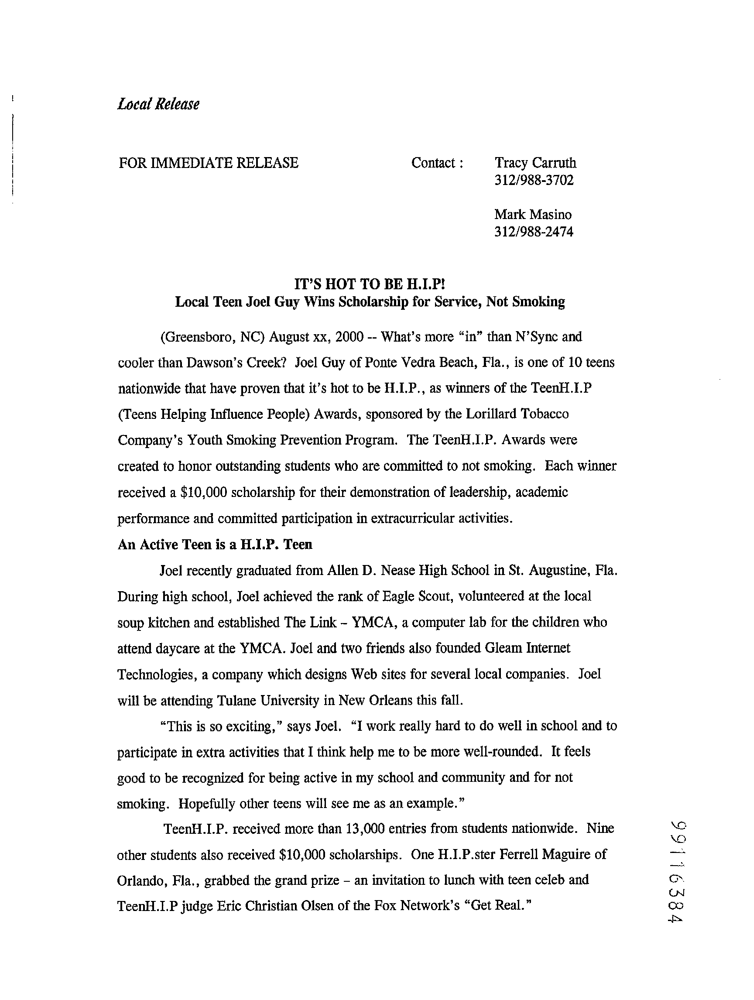 Local Release
FOR IMMEDIATE RELEASE Contact : Tracy Carruth
312/988-3702
Mark Masino
312/988-2474
IT'S HOT TO BE H.I.P!
Local Teen Joel Guy Wins Scholarship for Service, Not Smoking
(Greensboro, NC) August xx, 2000 -- What's more "in" than N'Sync and
cooler than Dawson's Creek? Joel Guy of Ponte Vedra Beach, Fla., is one of 10 teens
nationwide that have proven that it's hot to be H.I.P., as winners of the TeenH.I.P
(Teens Helping Influence People) Awards, sponsored by the Lorillard Tobacco
Company's Youth Smoking Prevention Program. The TeenH.I.P. Awards were
created to honor outstanding students who are committed to not smoking. Each winner
received a $10,000 scholarship for their demonstration of leadership, academic
performance and committed participation in extracurricular activities.
An Active Teen is a H.I.P. Teen
Joel recently graduated from Allen D. Nease High School in St. Augustine, Fla.
During high school, Joel achieved the rank of Eagle Scout, volunteered at the local
soup kitchen and established The Link – YMCA, a computer lab for the children who
attend daycare at the YMCA. Joel and two friends also founded Gleam Internet
Technologies, a company which designs Web sites for several local companies. Joel
will be attending Tulane University in New Orleans this fall.
"This is so exciting," says Joel. "I work really hard to do well in school and to
participate in extra activities that I think help me to be more well-rounded. It feels
good to be recognized for being active in my school and community and for not
smoking. Hopefully other teens will see me as an example."
TeenH.I.P. received more than 13,000 entries from students nationwide. Nine
other students also received $10,000 scholarships. One H.I.P.ster Ferrell Maguire of
Orlando, Fla., grabbed the grand prize – an invitation to lunch with teen celeb and
TeenH.I.P judge Eric Christian Olsen of the Fox Network's "Get Real."
99116384